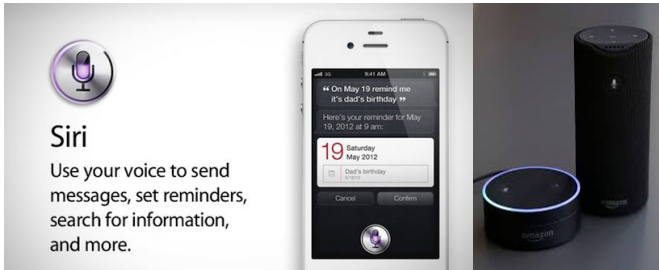 Siri
Use your voice to send
messages, set reminders,
search for information,
and more.
3G 9:41 AM
“ On May 19 remind me
it's dad's birthday ”
Here's your reminder for May
19, 2012 at 9 am:
19 Saturday
May 2012
Dad's birthday
Cancel Confirm
amazon
amazon